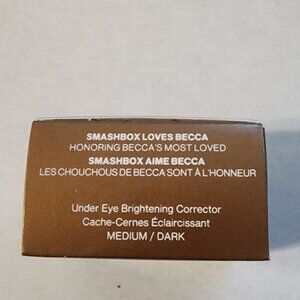 SMASHBOX LOVES BECCA
HONORING BECCA'S MOST LOVED
SMASHBOX AIME BECCA
LES CHOUCHOUS DE BECCA SONT À L'HONNEUR
Under Eye Brightening Corrector
Cache-Cernes Éclaircissant
MEDIUM / DARK